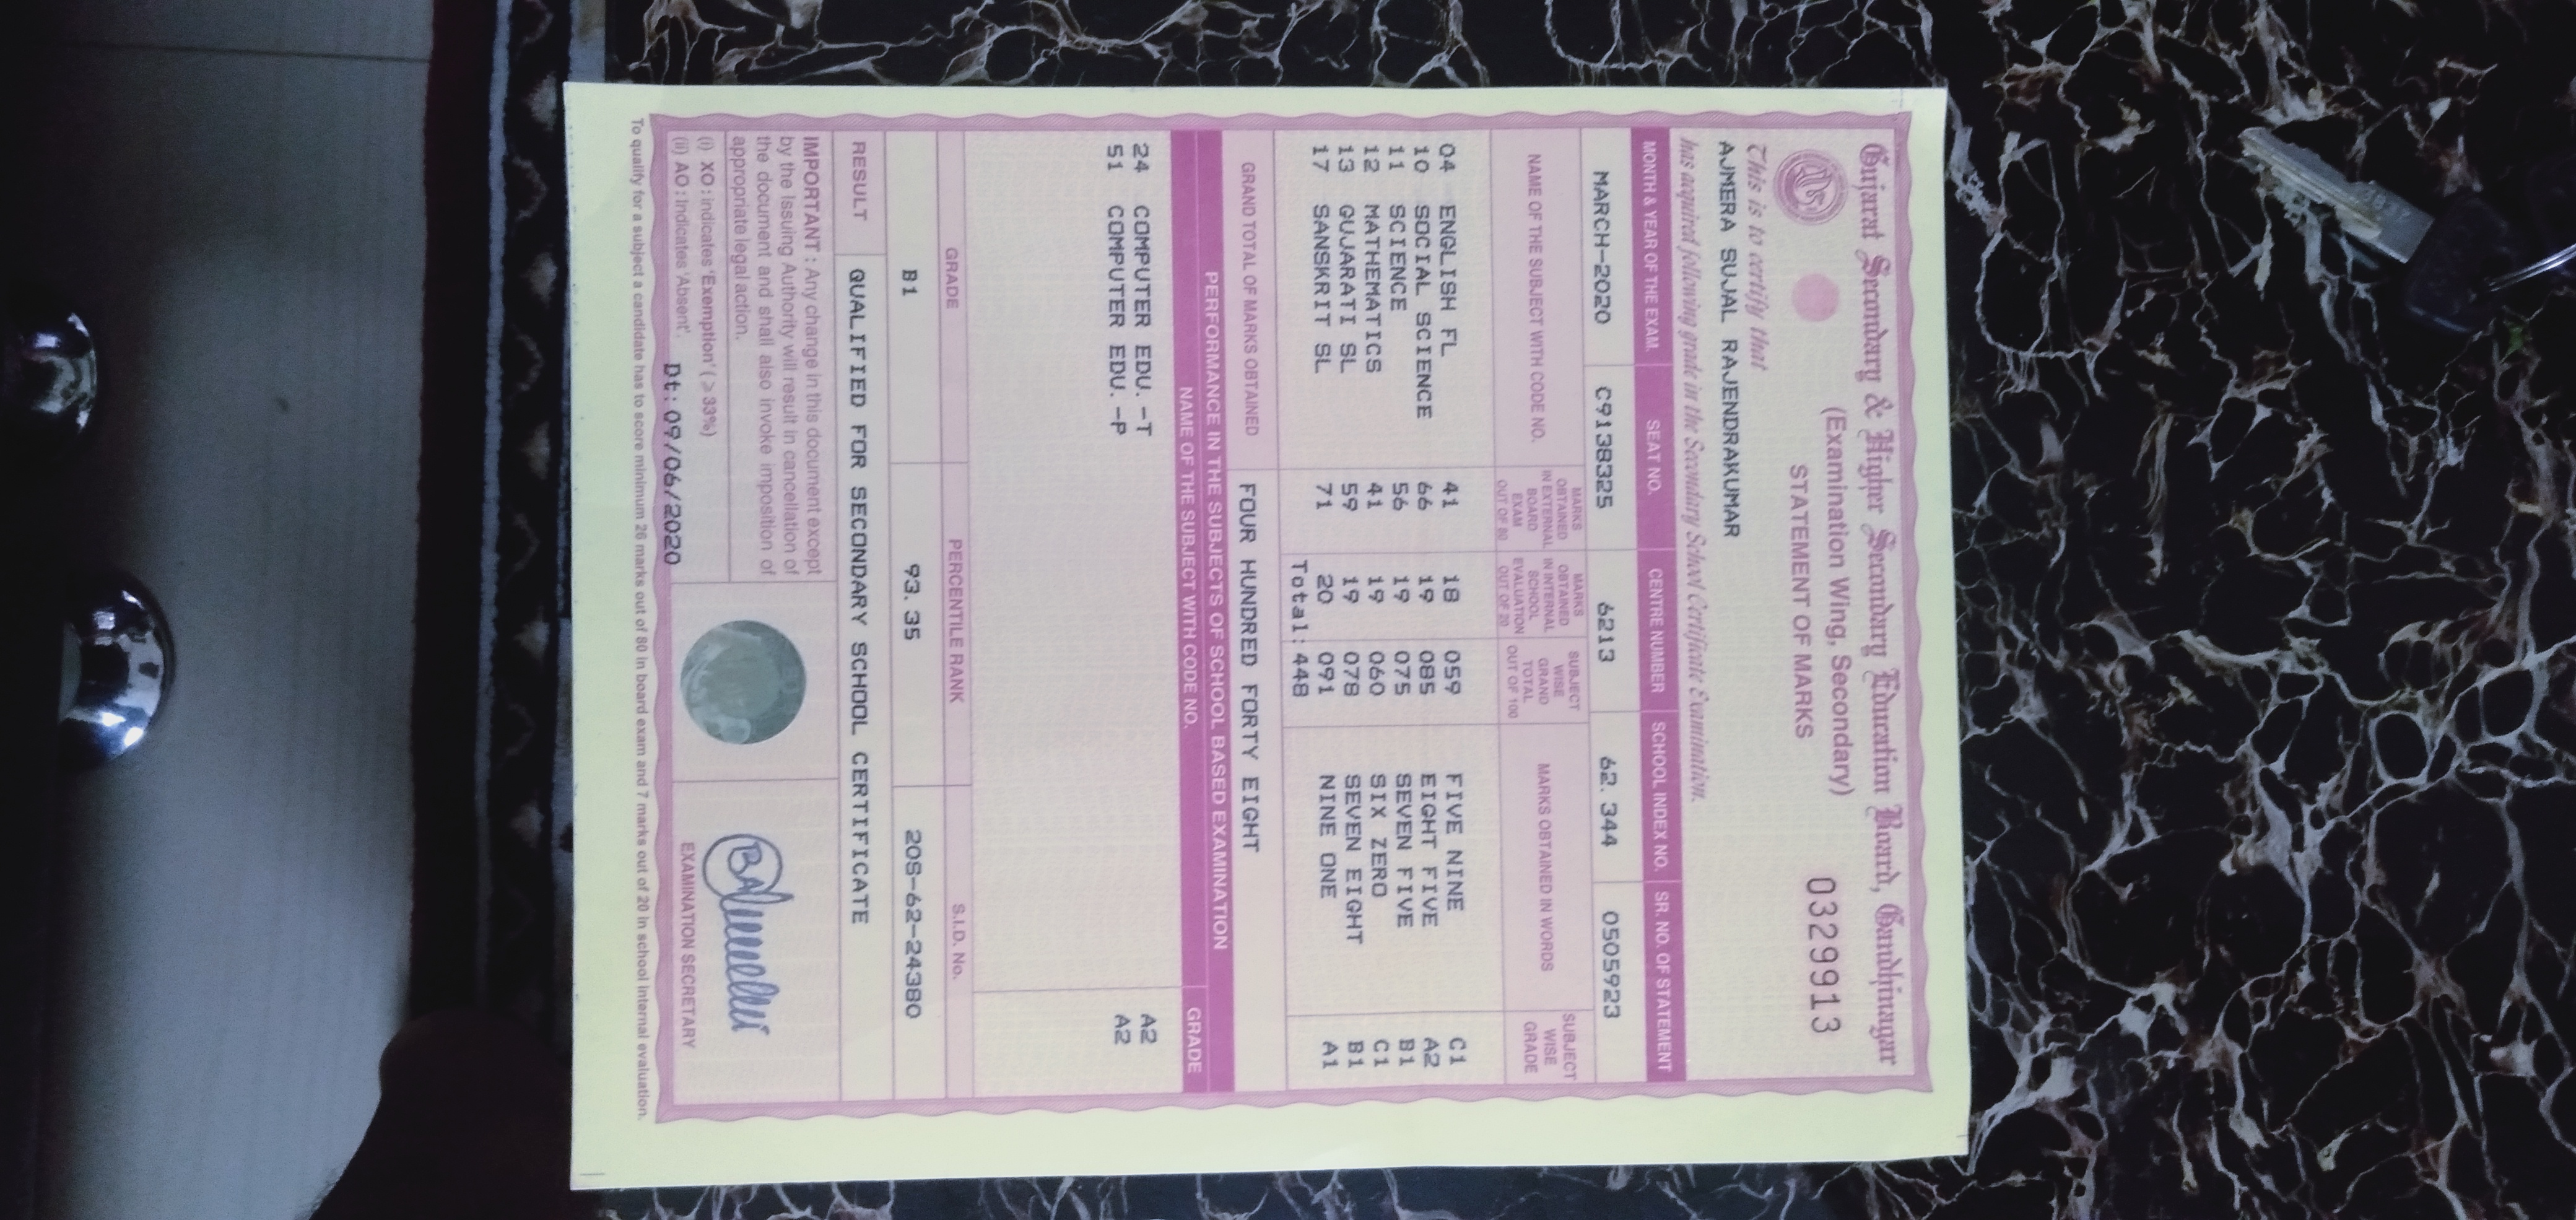 Gujarat Secondary & Higher Secondary Education Board, Gandhinagar
(Examination Wing, Secondary)
STATEMENT OF MARKS
0329913
This is to certify that
AJMERA SUJAL RAJENDRAKUMAR
has acquired following grade in the Secondary School Certificate Examination.
MONTH & YEAR OF THE EXAM. SEAT NO. CENTRE NUMBER SCHOOL INDEX NO. SR. NO. OF STATEMENT
MARCH-2020 C9138325 6213 62.344 0505923
NAME OF THE SUBJECT WITH CODE NO.
MARKS OBTAINED IN EXTERNAL BOARD EXAM OUT OF 80
MARKS OBTAINED IN INTERNAL SCHOOL EVALUATION OUT OF 20
SUBJECT WISE GRAND TOTAL OUT OF 100
MARKS OBTAINED IN WORDS
SUBJECT WISE GRADE
04 ENGLISH FL 41 18 059 FIVE NINE C1
10 SOCIAL SCIENCE 66 19 085 EIGHT FIVE A2
11 SCIENCE 56 19 075 SEVEN FIVE B1
12 MATHEMATICS 41 19 060 SIX ZERO C1
13 GUJARATI SL 59 19 078 SEVEN EIGHT B1
17 SANSKRIT SL 71 20 091 NINE ONE A1
Total: 448
GRAND TOTAL OF MARKS OBTAINED FOUR HUNDRED FORTY EIGHT
PERFORMANCE IN THE SUBJECTS OF SCHOOL BASED EXAMINATION
NAME OF THE SUBJECT WITH CODE NO. GRADE
24 COMPUTER EDU.-T A2
51 COMPUTER EDU.-P A2
GRADE PERCENTILE RANK S.I.D. No.
B1 93.35 20S-62-24380
RESULT QUALIFIED FOR SECONDARY SCHOOL CERTIFICATE
IMPORTANT : Any change in this document except
by the Issuing Authority will result in cancellation of
the document and shall also invoke imposition of
appropriate legal action.
(i) XO : indicates 'Exemption' ( ≥ 33%)
(ii) AO : Indicates 'Absent'.
Dt: 09/06/2020
EXAMINATION SECRETARY
To qualify for a subject a candidate has to score minimum 26 marks out of 80 in board exam and 7 marks out of 20 in school internal evaluation.